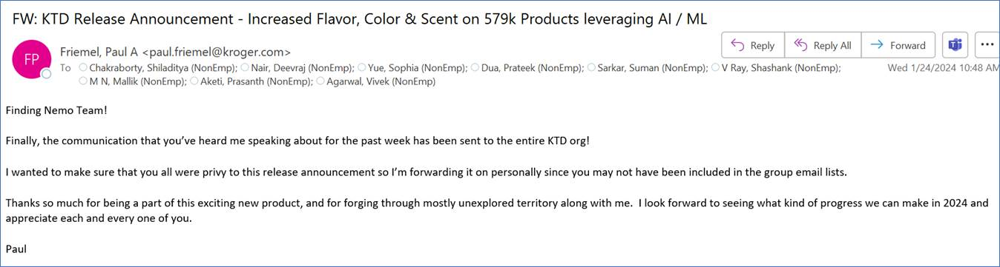 FW: KTD Release Announcement - Increased Flavor, Color & Scent on 579k Products leveraging AI / ML
FP
Friemel, Paul A <paul.friemel@kroger.com>
Reply
Reply All
Forward
To Chakraborty, Shiladitya (NonEmp); Nair, Deevraj (NonEmp); Yue, Sophia (NonEmp); Dua, Prateek (NonEmp); Sarkar, Suman (NonEmp); V Ray, Shashank (NonEmp);
Wed 1/24/2024 10:48 AM
M N, Mallik (NonEmp); Aketi, Prasanth (NonEmp); Agarwal, Vivek (NonEmp)
Finding Nemo Team!
Finally, the communication that you’ve heard me speaking about for the past week has been sent to the entire KTD org!
I wanted to make sure that you all were privy to this release announcement so I’m forwarding it on personally since you may not have been included in the group email lists.
Thanks so much for being a part of this exciting new product, and for forging through mostly unexplored territory along with me.  I look forward to seeing what kind of progress we can make in 2024 and
appreciate each and every one of you.
Paul